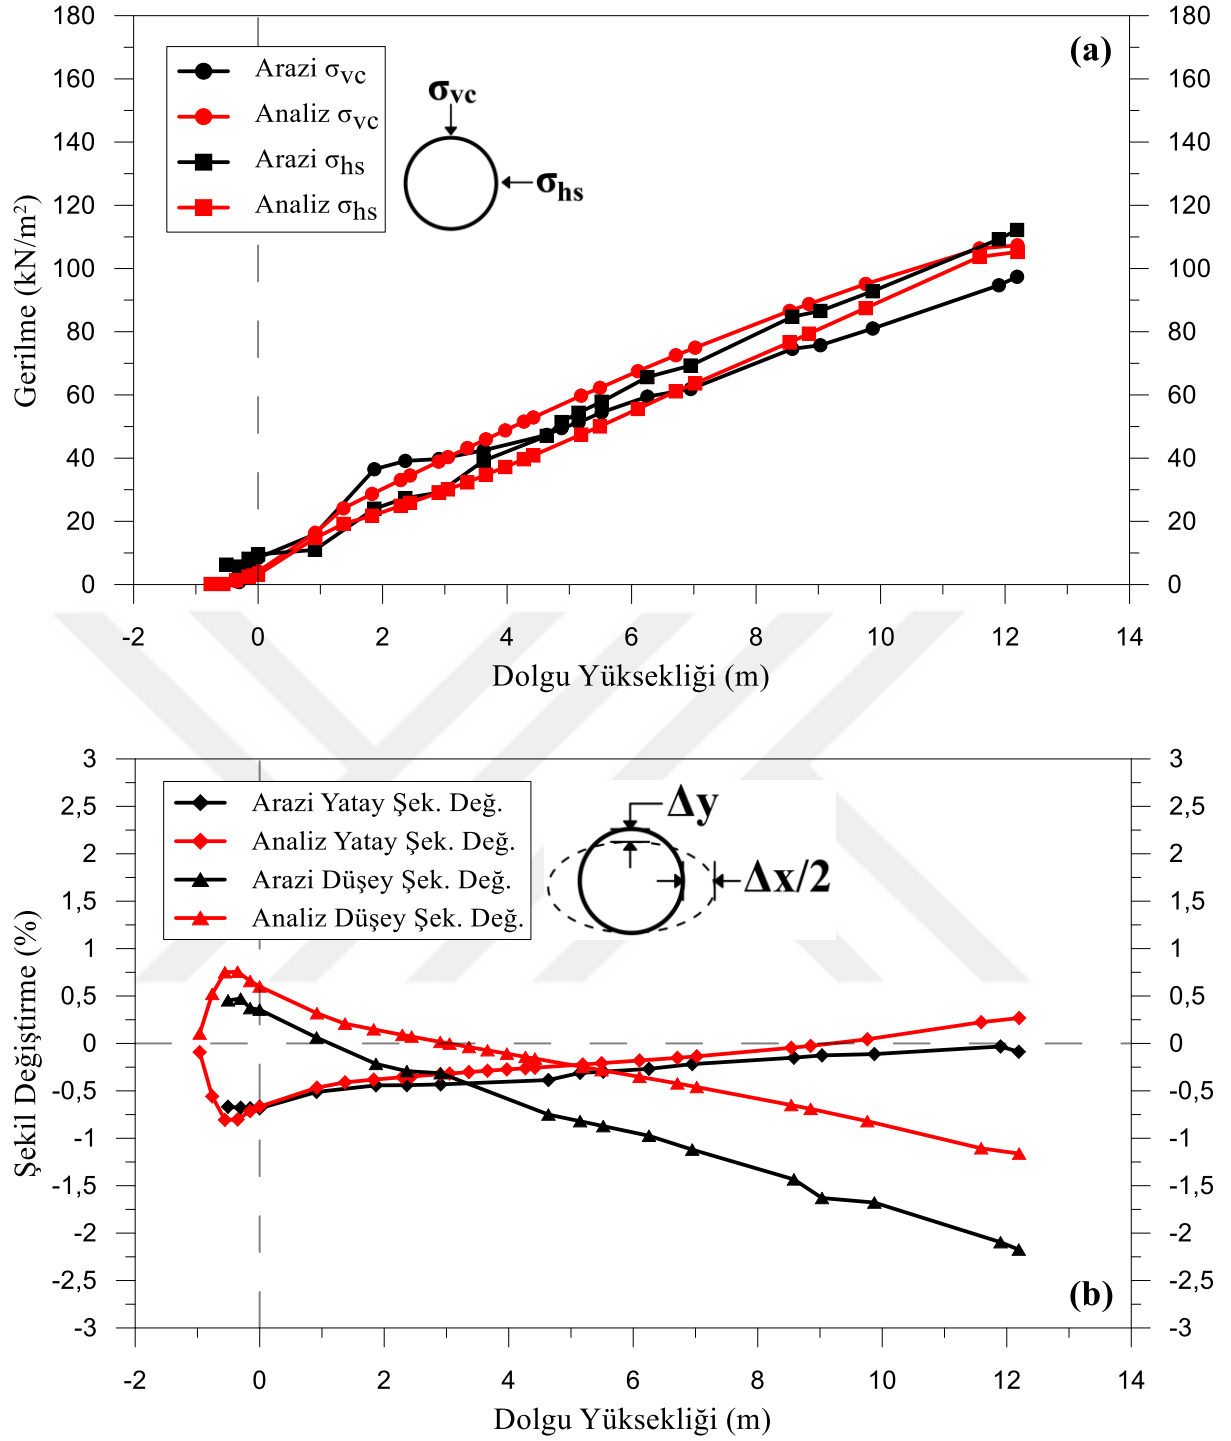 180
160
140
120
100
80
60
40
20
0
180
160
140
120
100
80
60
40
20
0
Gerilme (kN/m²)
(a)
Arazi σvc
Analiz σvc
Arazi σhs
Analiz σhs
σvc
σhs
-2 0 2 4 6 8 10 12 14
Dolgu Yüksekliği (m)
3
2,5
2
1,5
1
0,5
0
-0,5
-1
-1,5
-2
-2,5
-3
3
2,5
2
1,5
1
0,5
0
-0,5
-1
-1,5
-2
-2,5
-3
Şekil Değiştirme (%)
Arazi Yatay Şek. Değ.
Analiz Yatay Şek. Değ.
Arazi Düşey Şek. Değ.
Analiz Düşey Şek. Değ.
Δy
Δx/2
(b)
-2 0 2 4 6 8 10 12 14
Dolgu Yüksekliği (m)